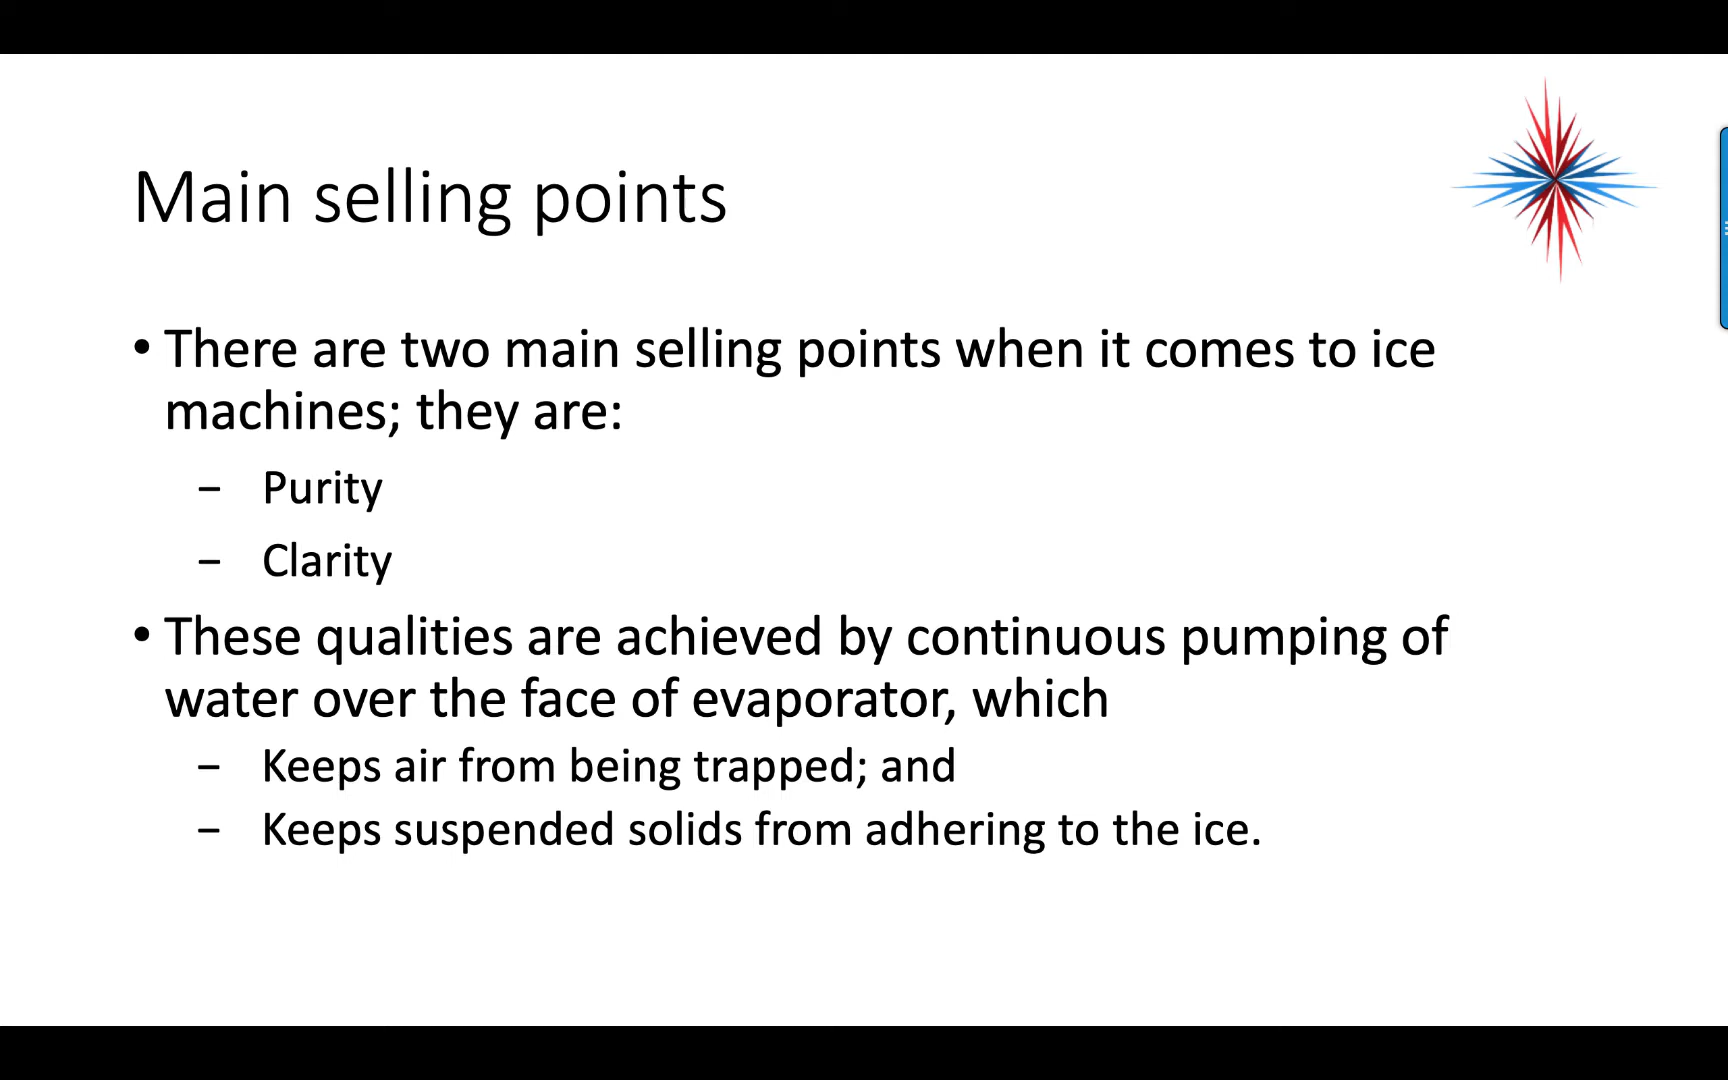 Main selling points
• There are two main selling points when it comes to ice
machines; they are:
– Purity
– Clarity
• These qualities are achieved by continuous pumping of
water over the face of evaporator, which
– Keeps air from being trapped; and
– Keeps suspended solids from adhering to the ice.